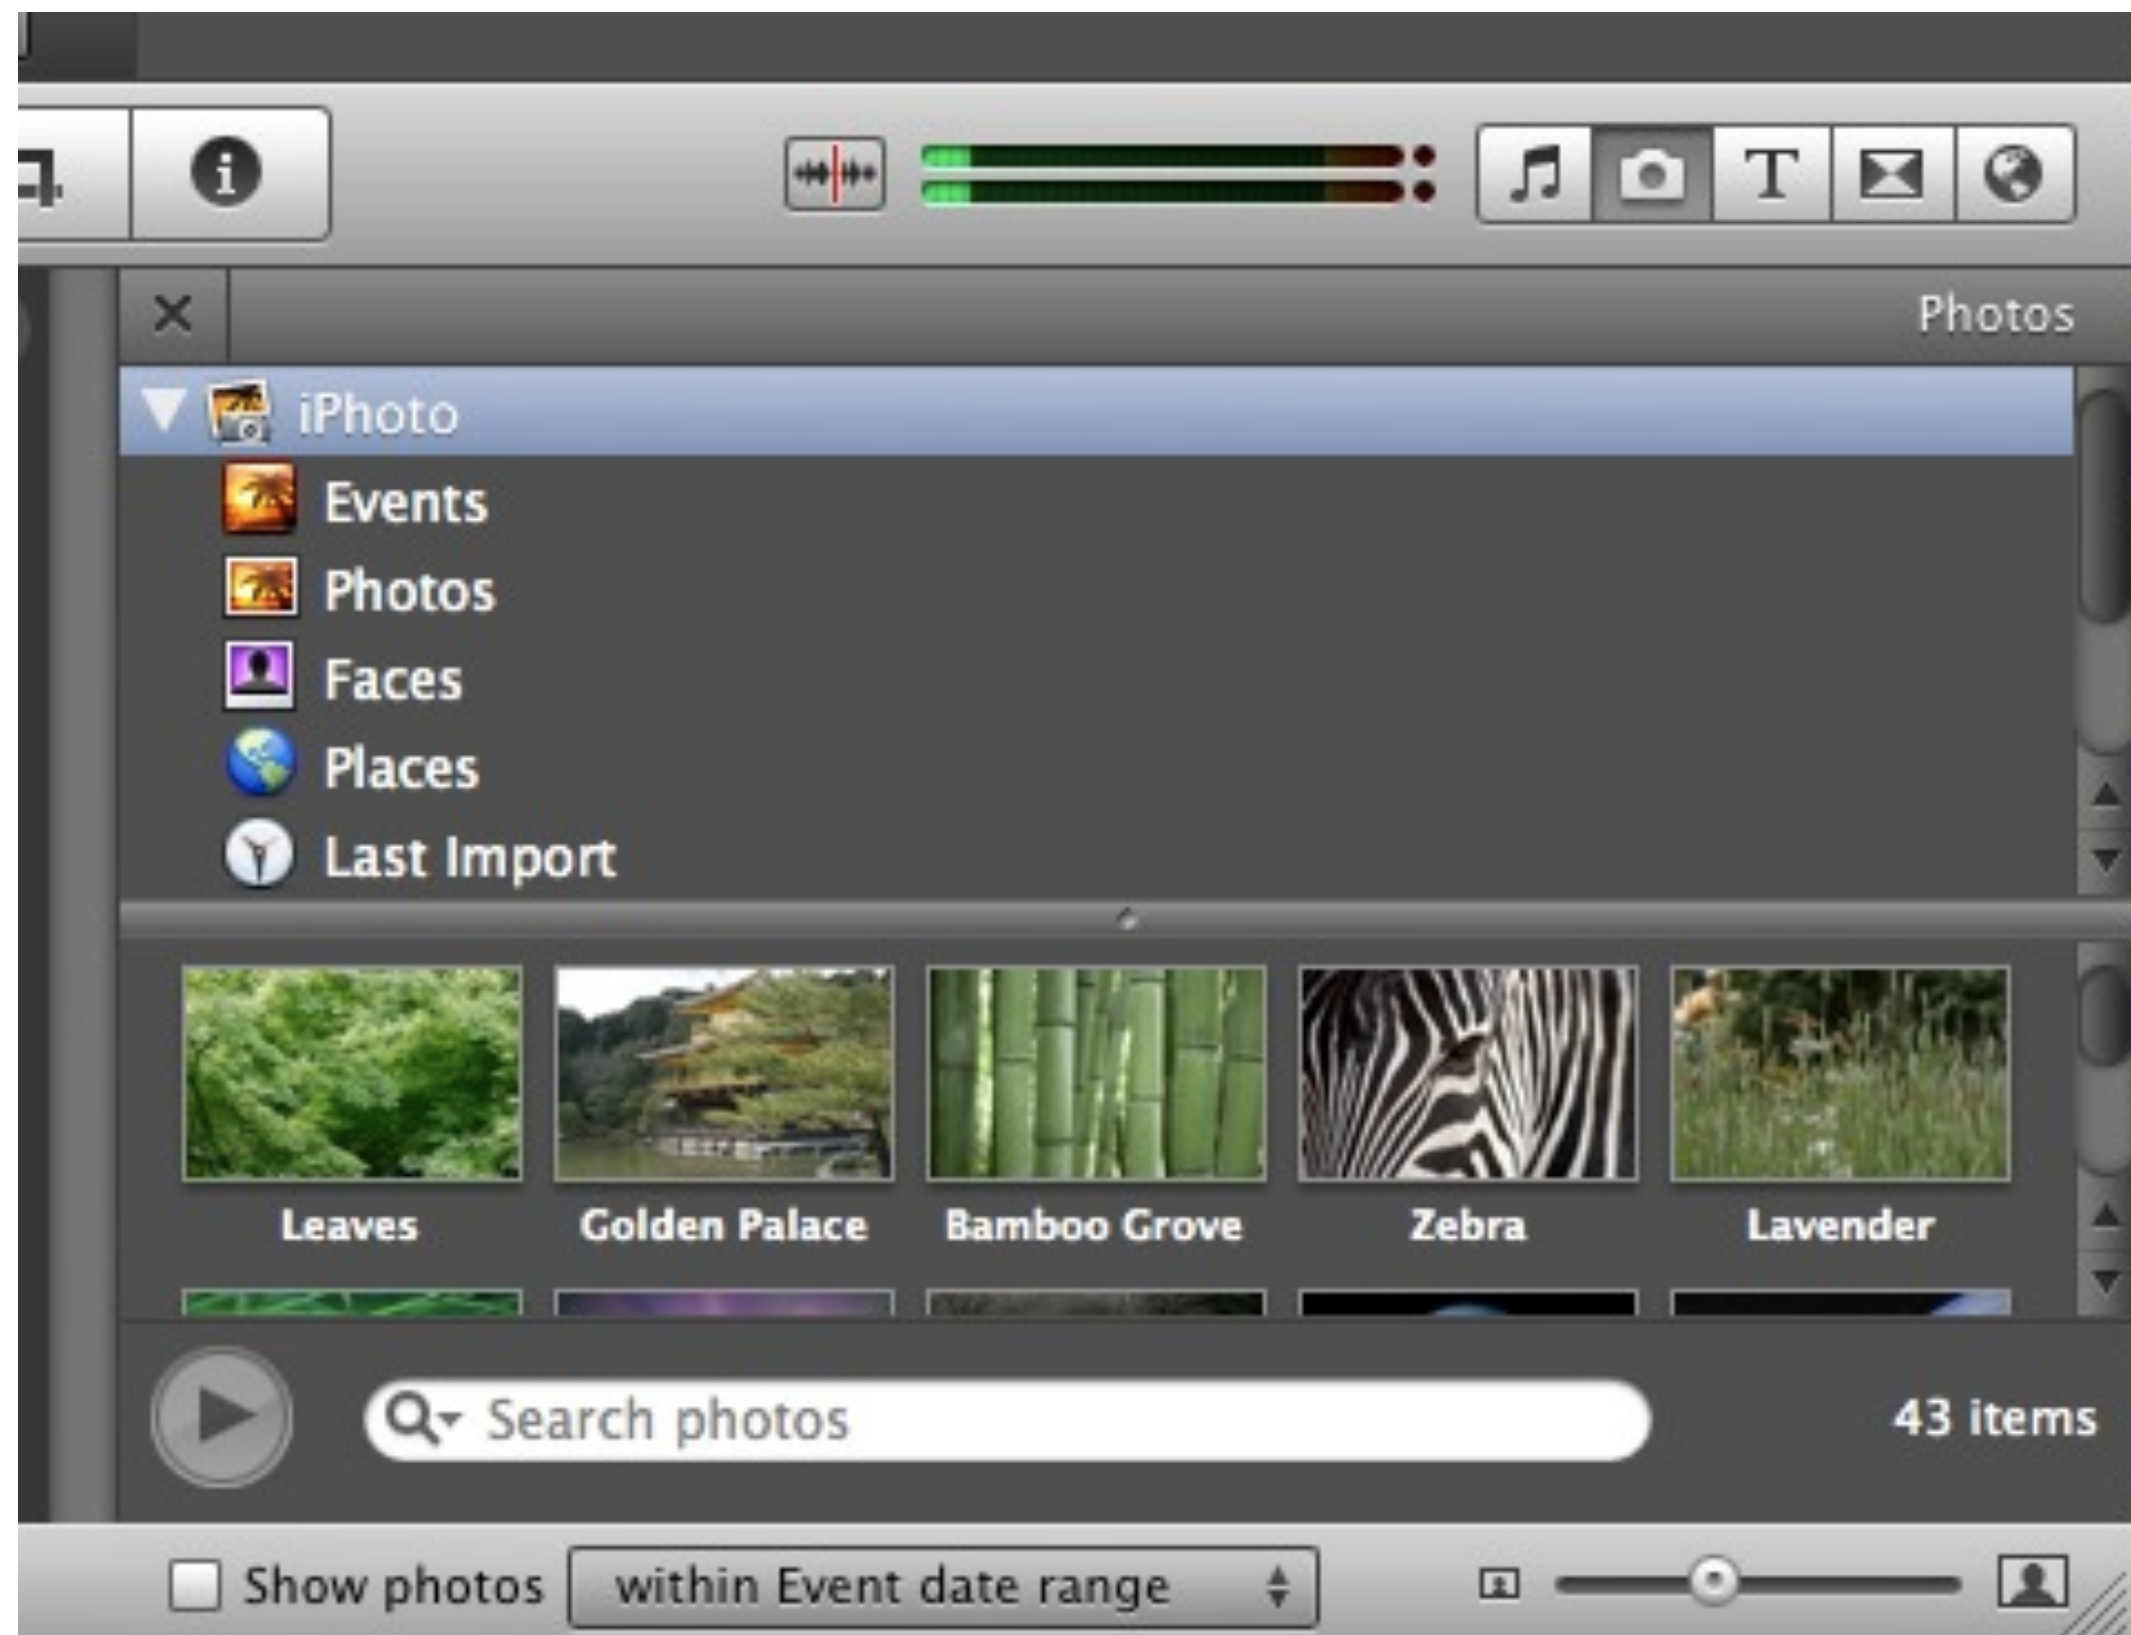 T
Photos
iPhoto
Events
Photos
Faces
Places
Last Import
Leaves
Golden Palace
Bamboo Grove
Zebra
Lavender
Search photos
43 items
Show photos
within Event date range